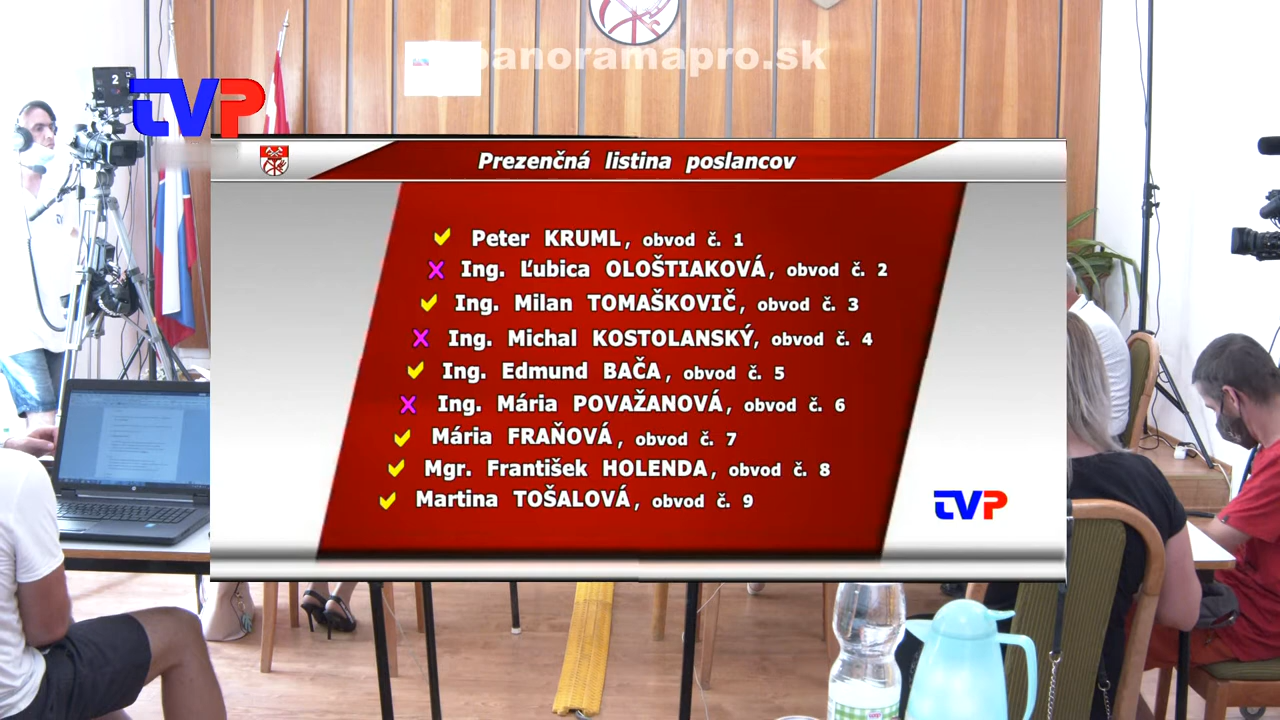 panoramapro.sk
2
TVP
Prezenčná listina poslancov
Peter KRUML, obvod č. 1
Ing. Ľubica OLOŠTIAKOVÁ, obvod č. 2
Ing. Milan TOMAŠKOVIČ, obvod č. 3
Ing. Michal KOSTOLANSKÝ, obvod č. 4
Ing. Edmund BAČA, obvod č. 5
Ing. Mária POVAŽANOVÁ, obvod č. 6
Mária FRAŇOVÁ, obvod č. 7
Mgr. František HOLENDA, obvod č. 8
Martina TOŠALOVÁ, obvod č. 9
TVP